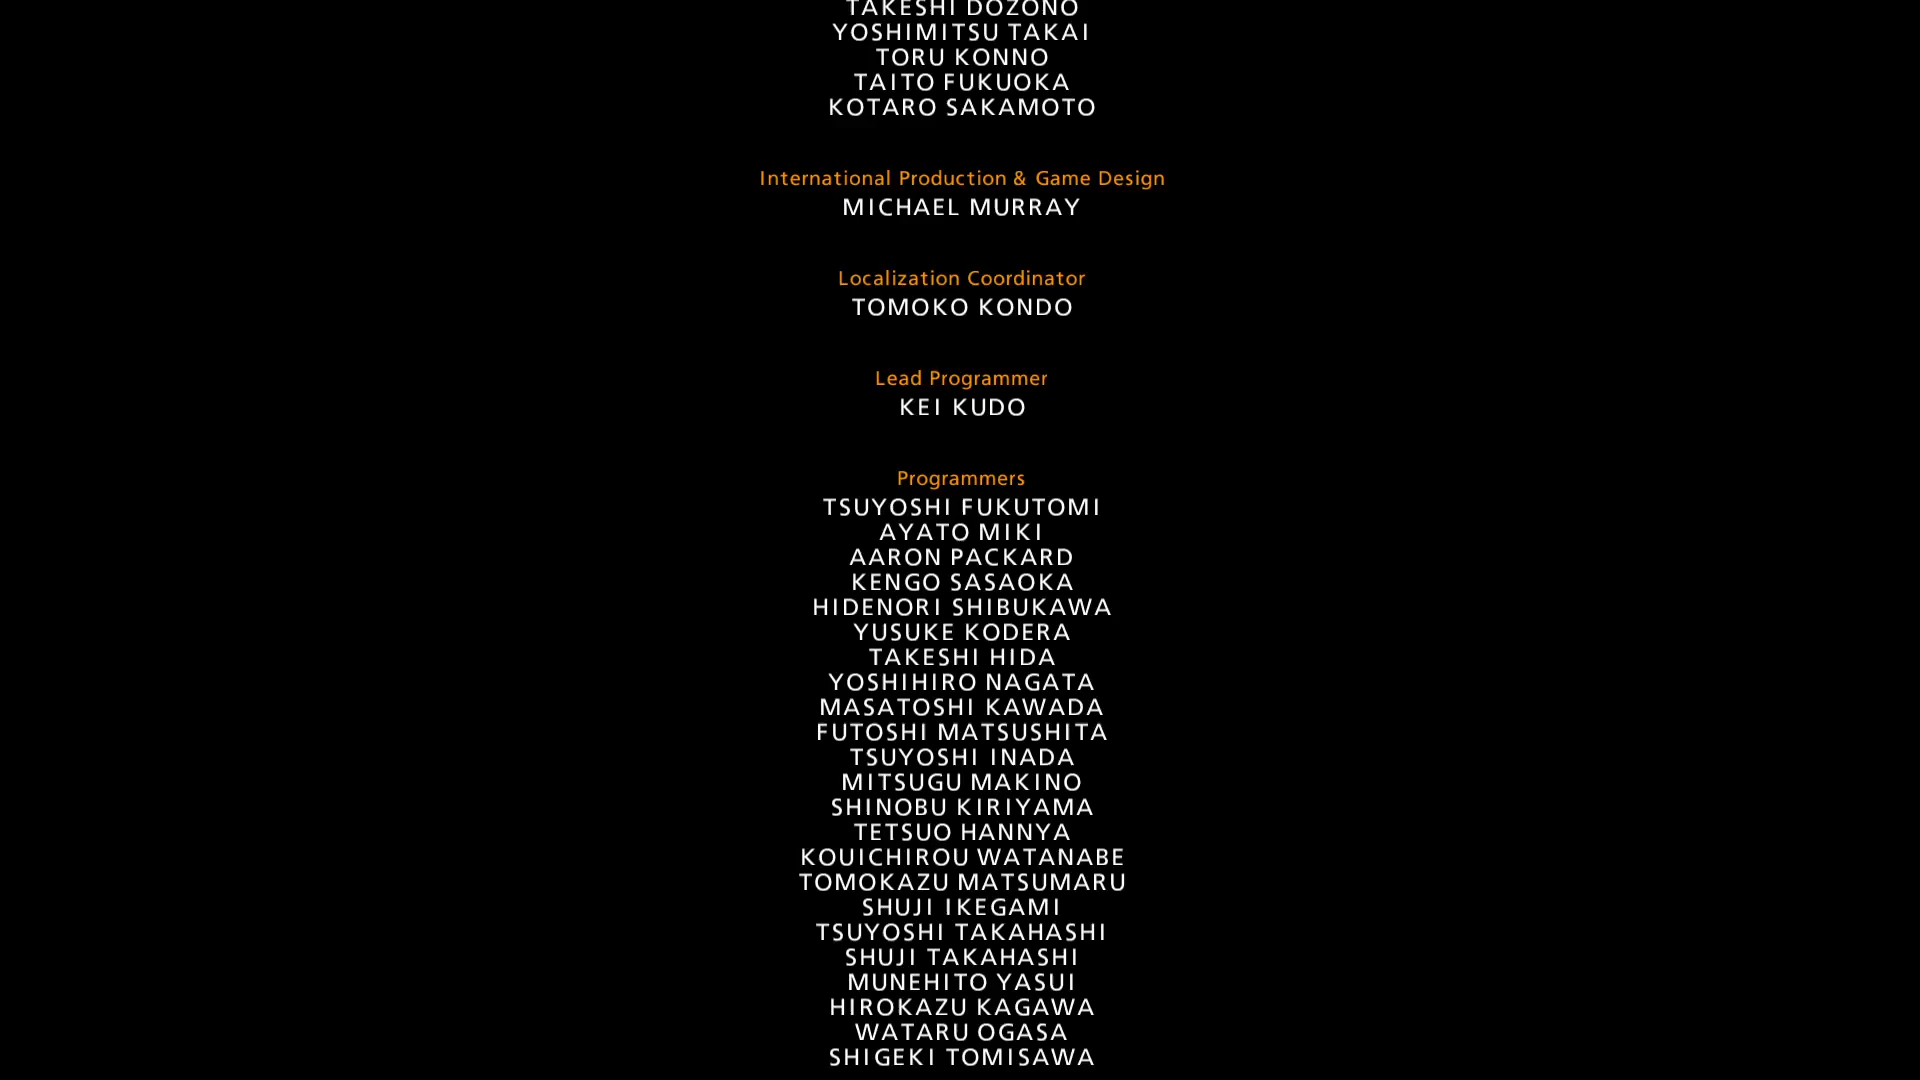 TAKESHI DOZONO
YOSHIMITSU TAKAI
TORU KONNO
TAITO FUKUOKA
KOTARO SAKAMOTO
International Production & Game Design
MICHAEL MURRAY
Localization Coordinator
TOMOKO KONDO
Lead Programmer
KEI KUDO
Programmers
TSUYOSHI FUKUTOMI
AYATO MIKI
AARON PACKARD
KENGO SASAOKA
HIDENORI SHIBUKAWA
YUSUKE KODERA
TAKESHI HIDA
YOSHIHIRO NAGATA
MASATOSHI KAWADA
FUTOSHI MATSUSHITA
TSUYOSHI INADA
MITSUGU MAKINO
SHINOBU KIRIYAMA
TETSUO HANNYA
KOUICHIROU WATANABE
TOMOKAZU MATSUMARU
SHUJI IKEGAMI
TSUYOSHI TAKAHASHI
SHUJI TAKAHASHI
MUNEHITO YASUI
HIROKAZU KAGAWA
WATARU OGASA
SHIGEKI TOMISAWA